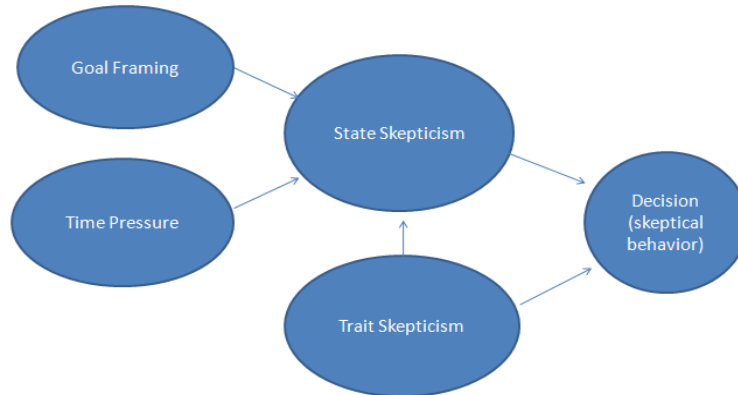 Goal Framing
State Skepticism
Time Pressure
Decision
(skeptical
behavior)
Trait Skepticism